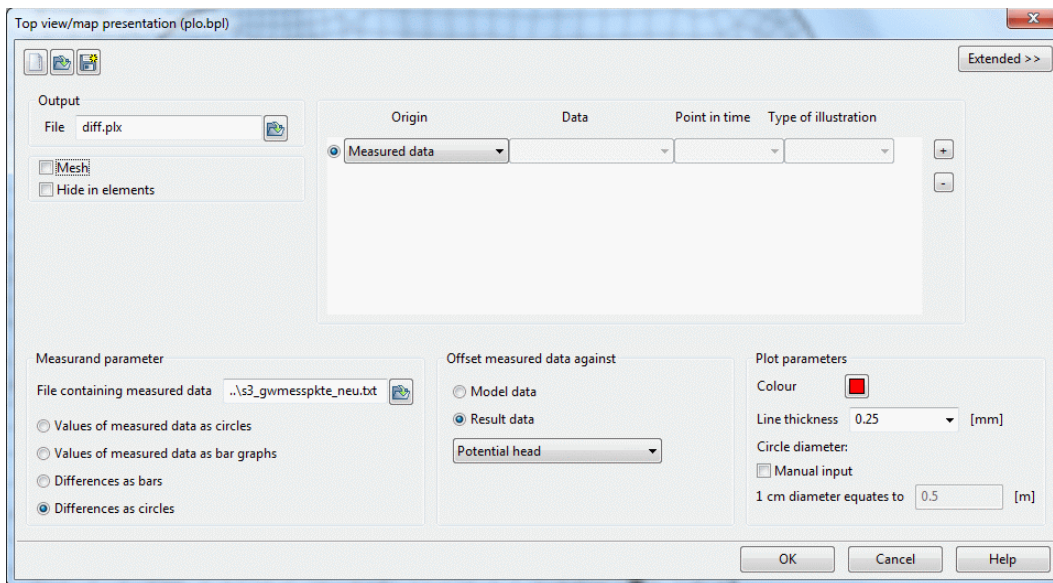 Top view/map presentation (plo.bpl)
Extended >>
Output
File diff.plx
Mesh
Hide in elements
Origin Data Point in time Type of illustration
Measured data
+
-
Measurand parameter
File containing measured data ..\s3_gwmesspkte_neu.txt
Values of measured data as circles
Values of measured data as bar graphs
Differences as bars
Differences as circles
Offset measured data against
Model data
Result data
Potential head
Plot parameters
Colour
Line thickness 0.25 [mm]
Circle diameter:
Manual input
1 cm diameter equates to 0.5 [m]
OK Cancel Help